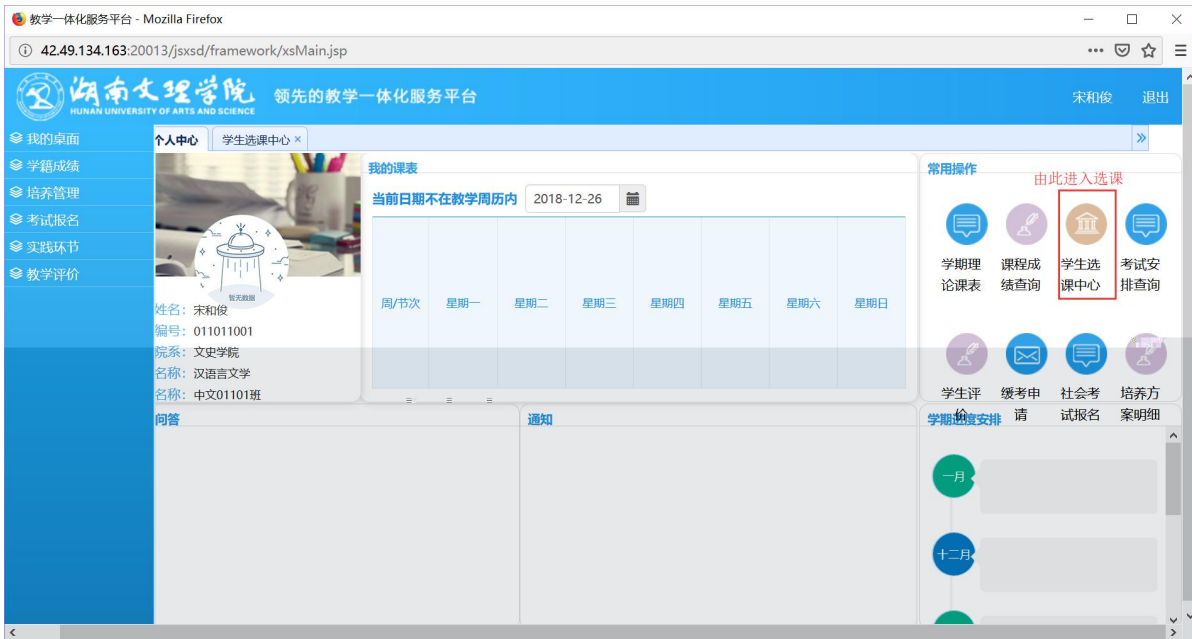 教学一体化服务平台 - Mozilla Firefox
42.49.134.163:20013/jsxsd/framework/xsMain.jsp
湖南文理学院
HUNAN UNIVERSITY OF ARTS AND SCIENCE
领先的教学一体化服务平台
宋和俊 退出
我的桌面
学籍成绩
培养管理
考试报名
实践环节
教学评价
个人中心 学生选课中心 ×
暂无数据
姓名：宋和俊
编号：011011001
院系：文史学院
名称：汉语言文学
名称：中文01101班
我的课表
当前日期不在教学周历内 2018-12-26
周/节次 星期一 星期二 星期三 星期四 星期五 星期六 星期日
常用操作
由此进入选课
学期理论课表
课程成绩查询
学生选课中心
考试安排查询
学生评价
缓考申请
社会考试报名
培养方案明细
问答
通知
学期进度安排
一月
十二月